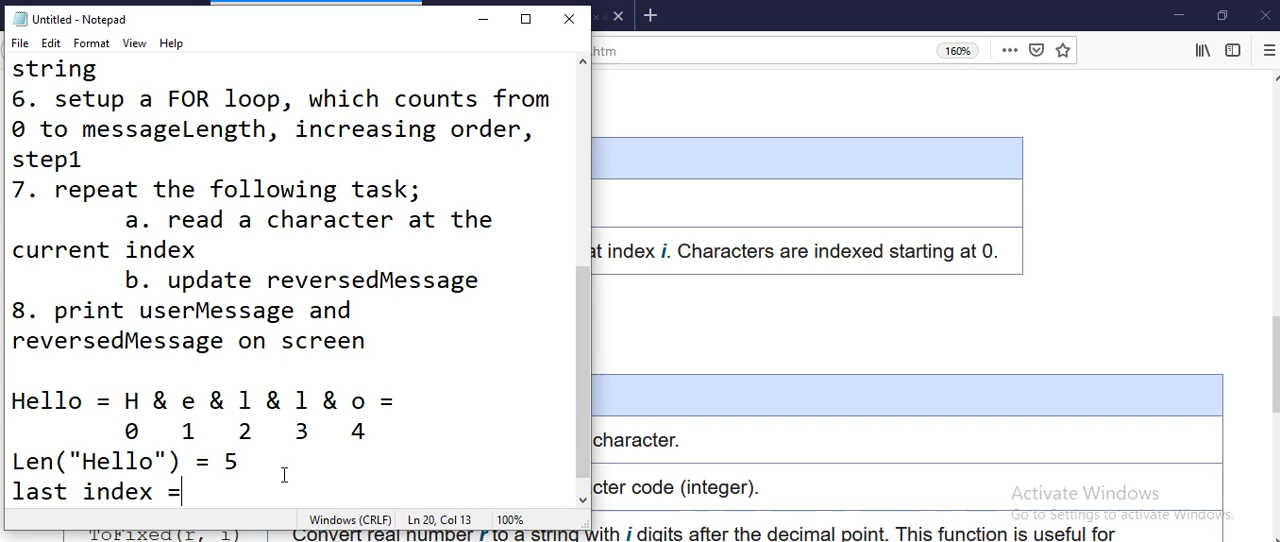 Untitled - Notepad
File Edit Format View Help
.htm
160%
string
6. setup a FOR loop, which counts from
0 to messageLength, increasing order,
step1
7. repeat the following task;
a. read a character at the
current index
b. update reversedMessage
8. print userMessage and
reversedMessage on screen
Hello = H & e & l & l & o =
0 1 2 3 4
Len("Hello") = 5
last index =
Windows (CRLF) Ln 20, Col 13 100%
at index i. Characters are indexed starting at 0.
character.
cter code (integer).
Activate Windows
Go to Settings to activate Windows.
ToFixed(r, i) Convert real number r to a string with i digits after the decimal point. This function is useful for